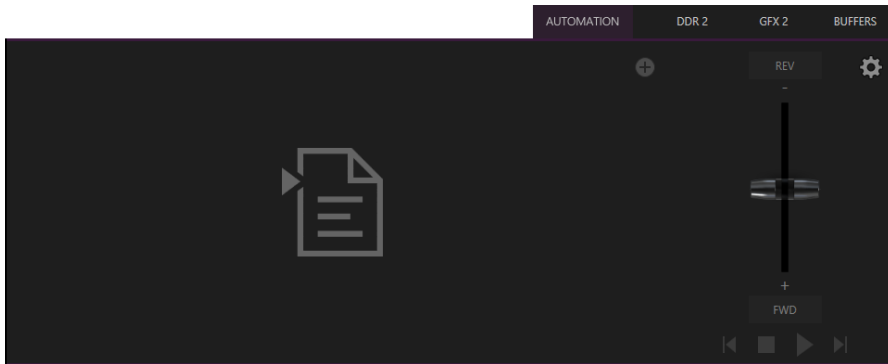 AUTOMATION DDR 2 GFX 2 BUFFERS
REV
-
+
FWD